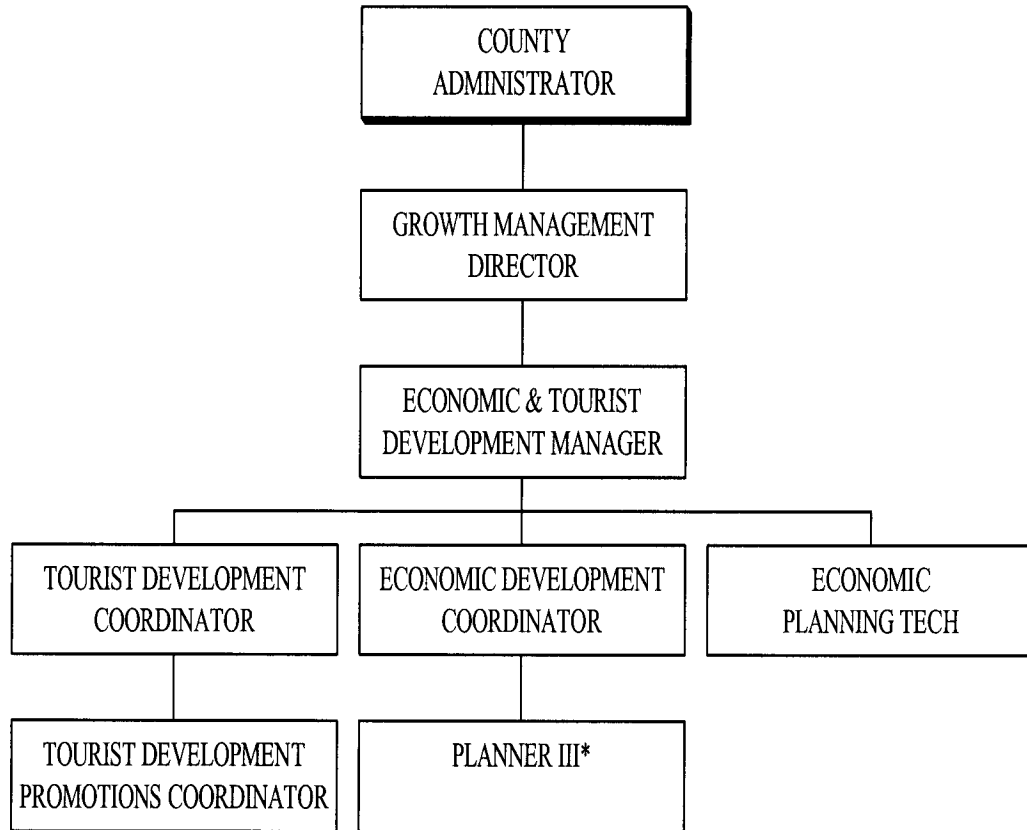 COUNTY
ADMINISTRATOR
GROWTH MANAGEMENT
DIRECTOR
ECONOMIC & TOURIST
DEVELOPMENT MANAGER
TOURIST DEVELOPMENT
COORDINATOR
ECONOMIC DEVELOPMENT
COORDINATOR
ECONOMIC
PLANNING TECH
TOURIST DEVELOPMENT
PROMOTIONS COORDINATOR
PLANNER III*